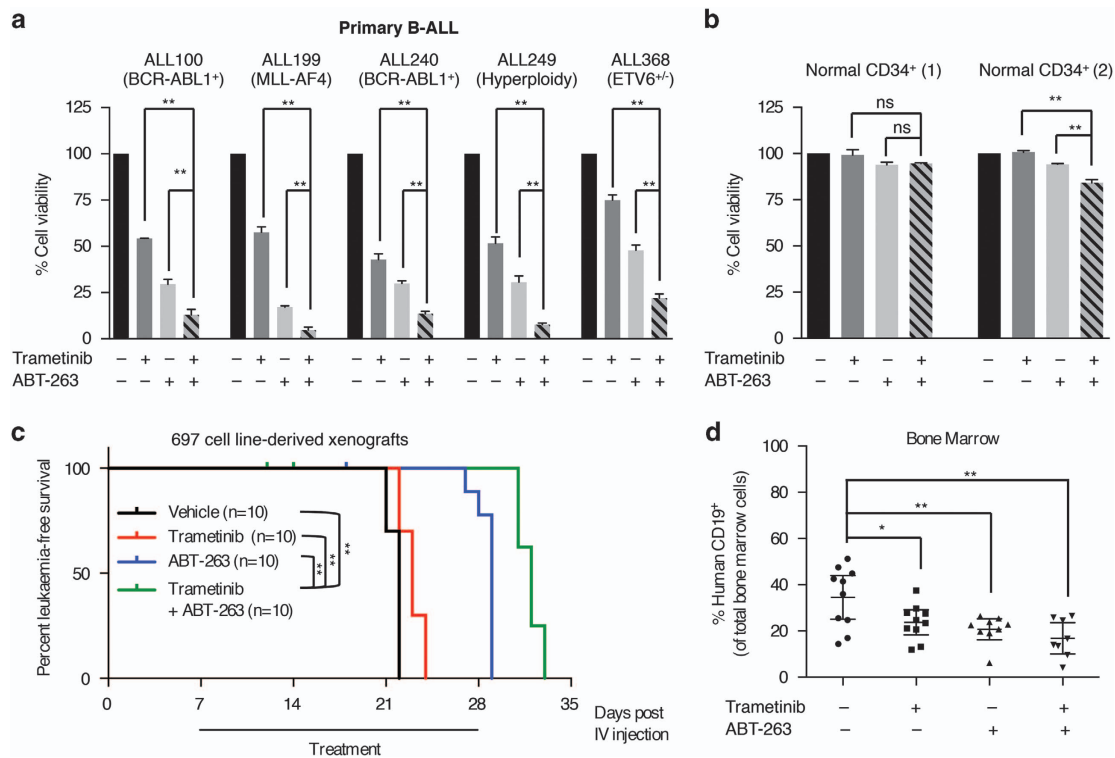 a
Primary B-ALL
ALL100 ALL199 ALL240 ALL249 ALL368
(BCR-ABL1⁺) (MLL-AF4) (BCR-ABL1⁺) (Hyperploidy) (ETV6⁺/⁻)
% Cell viability
125
100
75
50
25
0
** ** ** ** **
** ** ** ** **
Trametinib – + – + – + – + – + – + – + – + – + – +
ABT-263 – – + + – – + + – – + + – – + + – – + +
b
Normal CD34⁺ (1) Normal CD34⁺ (2)
% Cell viability
125
100
75
50
25
0
ns **
ns **
Trametinib – + – + – + – +
ABT-263 – – + + – – + +
c
697 cell line-derived xenografts
Percent leukaemia-free survival
100
50
0
Vehicle (n=10)
Trametinib (n=10)
ABT-263 (n=10)
Trametinib
+ ABT-263 (n=10)
** ** **
0 7 14 21 28 35
Days post
IV injection
Treatment
d
Bone Marrow
% Human CD19⁺
(of total bone marrow cells)
100
80
60
40
20
0
**
**
*
Trametinib – + – +
ABT-263 – – + +